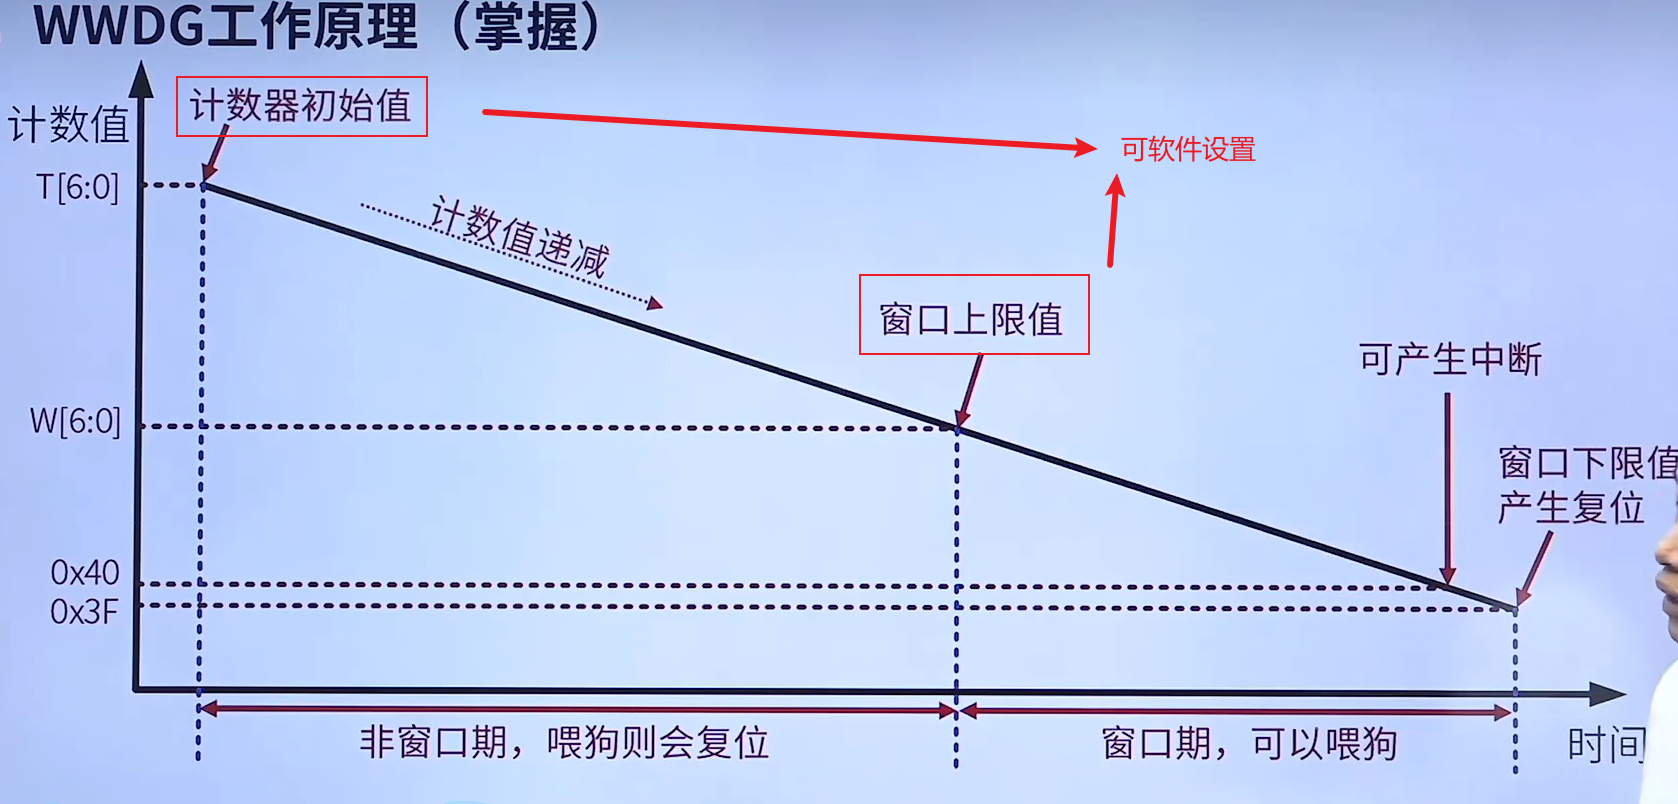 WWDG工作原理（掌握）
计数值
计数器初始值
可软件设置
T[6:0]
计数值递减
窗口上限值
可产生中断
W[6:0]
窗口下限值
产生复位
0x40
0x3F
非窗口期，喂狗则会复位
窗口期，可以喂狗
时间